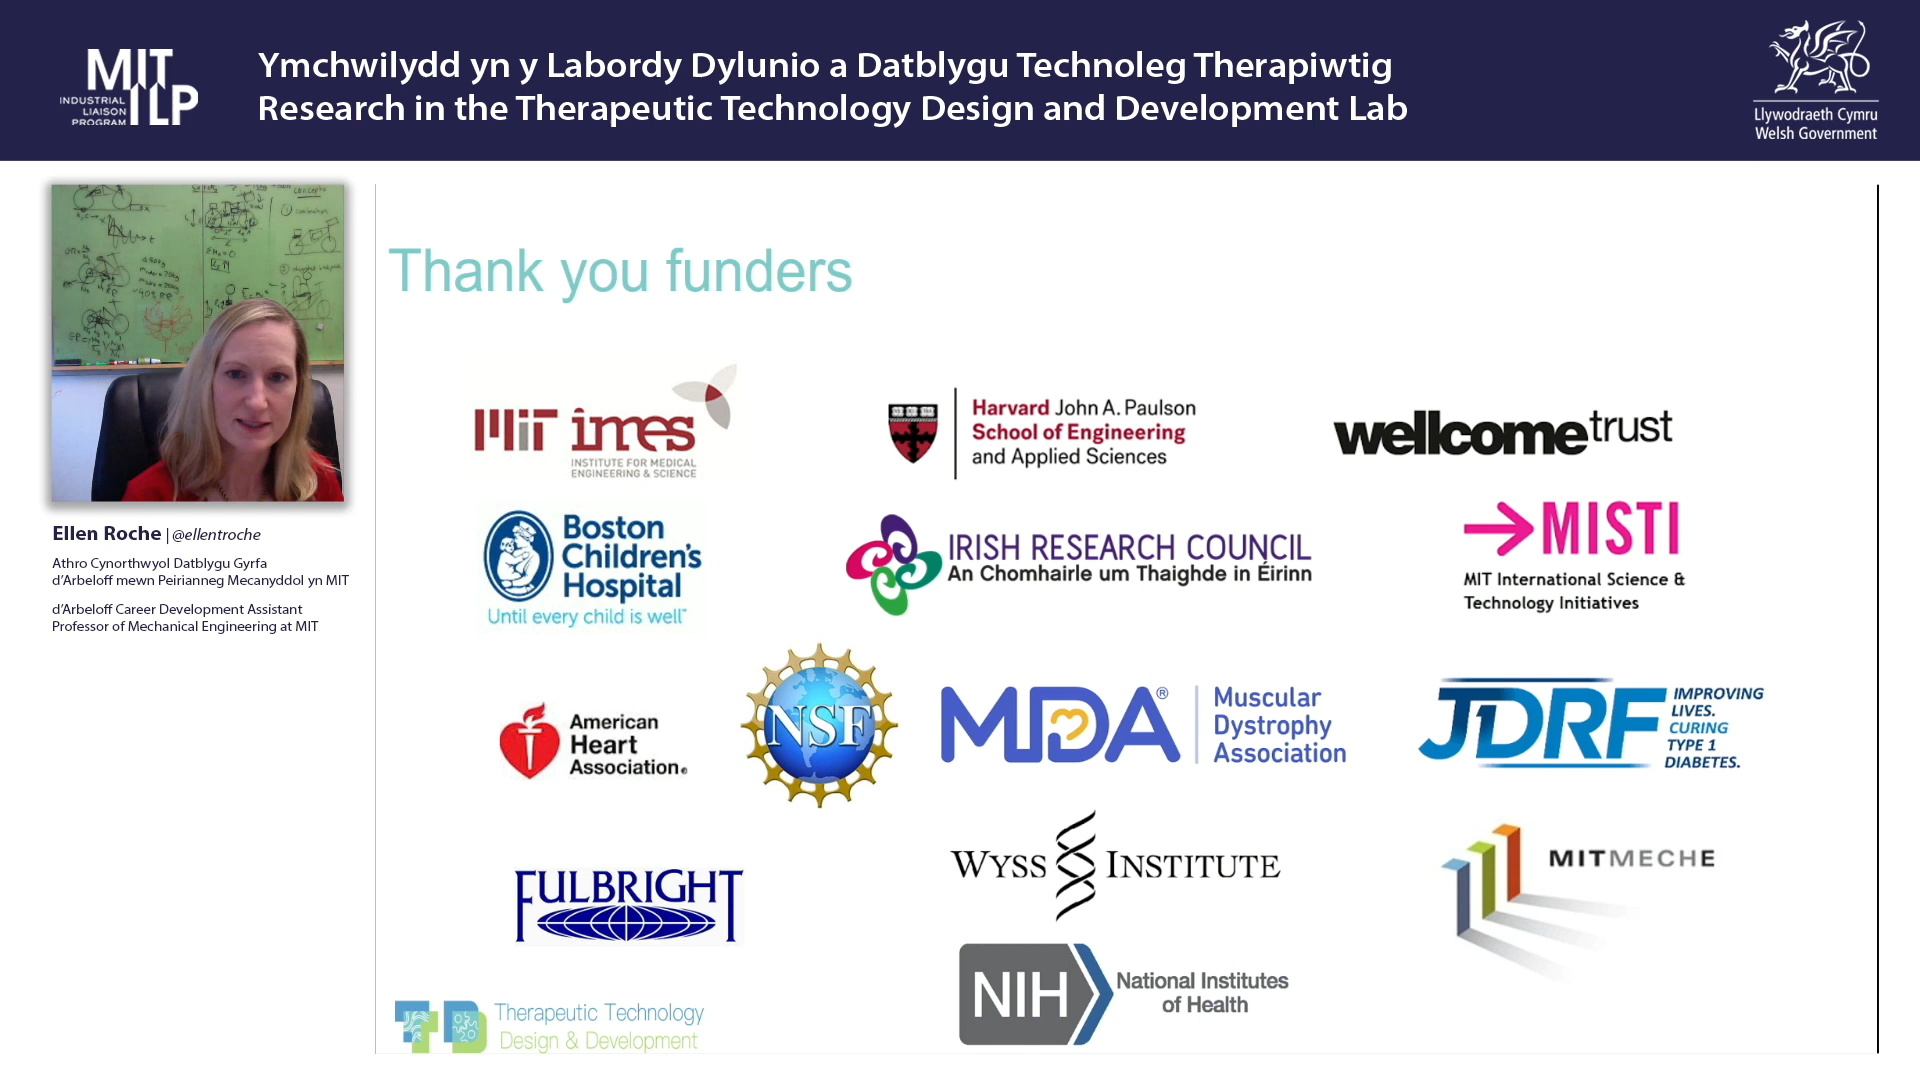 MIT
ILP
INDUSTRIAL
LIAISON
PROGRAM
Ymchwilydd yn y Labordy Dylunio a Datblygu Technoleg Therapiwtig
Research in the Therapeutic Technology Design and Development Lab
Llywodraeth Cymru
Welsh Government
Ellen Roche | @ellentroche
Athro Cynorthwyol Datblygu Gyrfa
d'Arbeloff mewn Peirianneg Mecanyddol yn MIT
d'Arbeloff Career Development Assistant
Professor of Mechanical Engineering at MIT
Thank you funders
MIT imes
INSTITUTE FOR MEDICAL
ENGINEERING & SCIENCE
Harvard John A. Paulson
School of Engineering
and Applied Sciences
wellcometrust
Boston
Children's
Hospital
Until every child is well™
IRISH RESEARCH COUNCIL
An Chomhairle um Thaighde in Éirinn
MISTI
MIT International Science &
Technology Initiatives
American
Heart
Association®
NSF
MDA®
Muscular
Dystrophy
Association
JDRF
IMPROVING
LIVES.
CURING
TYPE 1
DIABETES.
FULBRIGHT
WYSS INSTITUTE
MITMECHE
NIH
National Institutes
of Health
TTDD
Therapeutic Technology
Design & Development